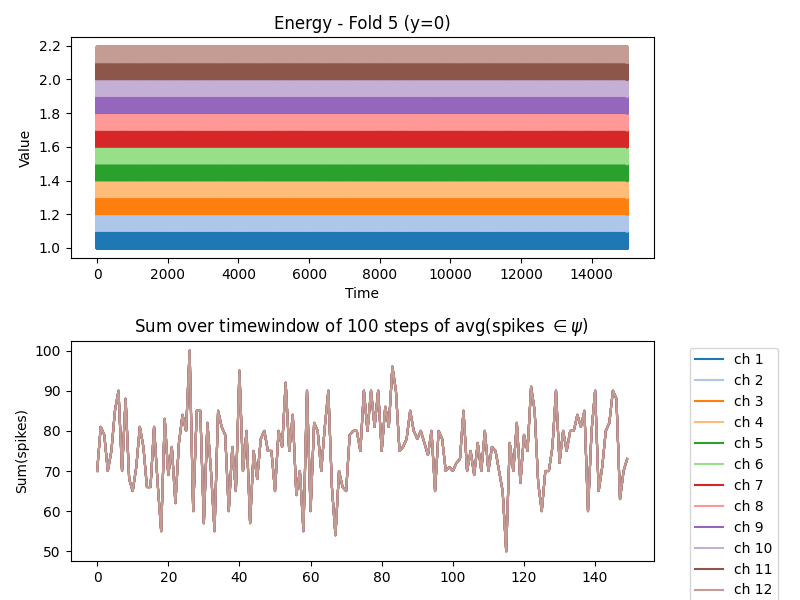 Energy - Fold 5 (y=0)
2.2
2.0
1.8
1.6
1.4
1.2
1.0
Value
0 2000 4000 6000 8000 10000 12000 14000
Time
Sum over timewindow of 100 steps of avg(spikes ∈ ψ)
100
90
80
70
60
50
Sum(spikes)
0 20 40 60 80 100 120 140
ch 1
ch 2
ch 3
ch 4
ch 5
ch 6
ch 7
ch 8
ch 9
ch 10
ch 11
ch 12